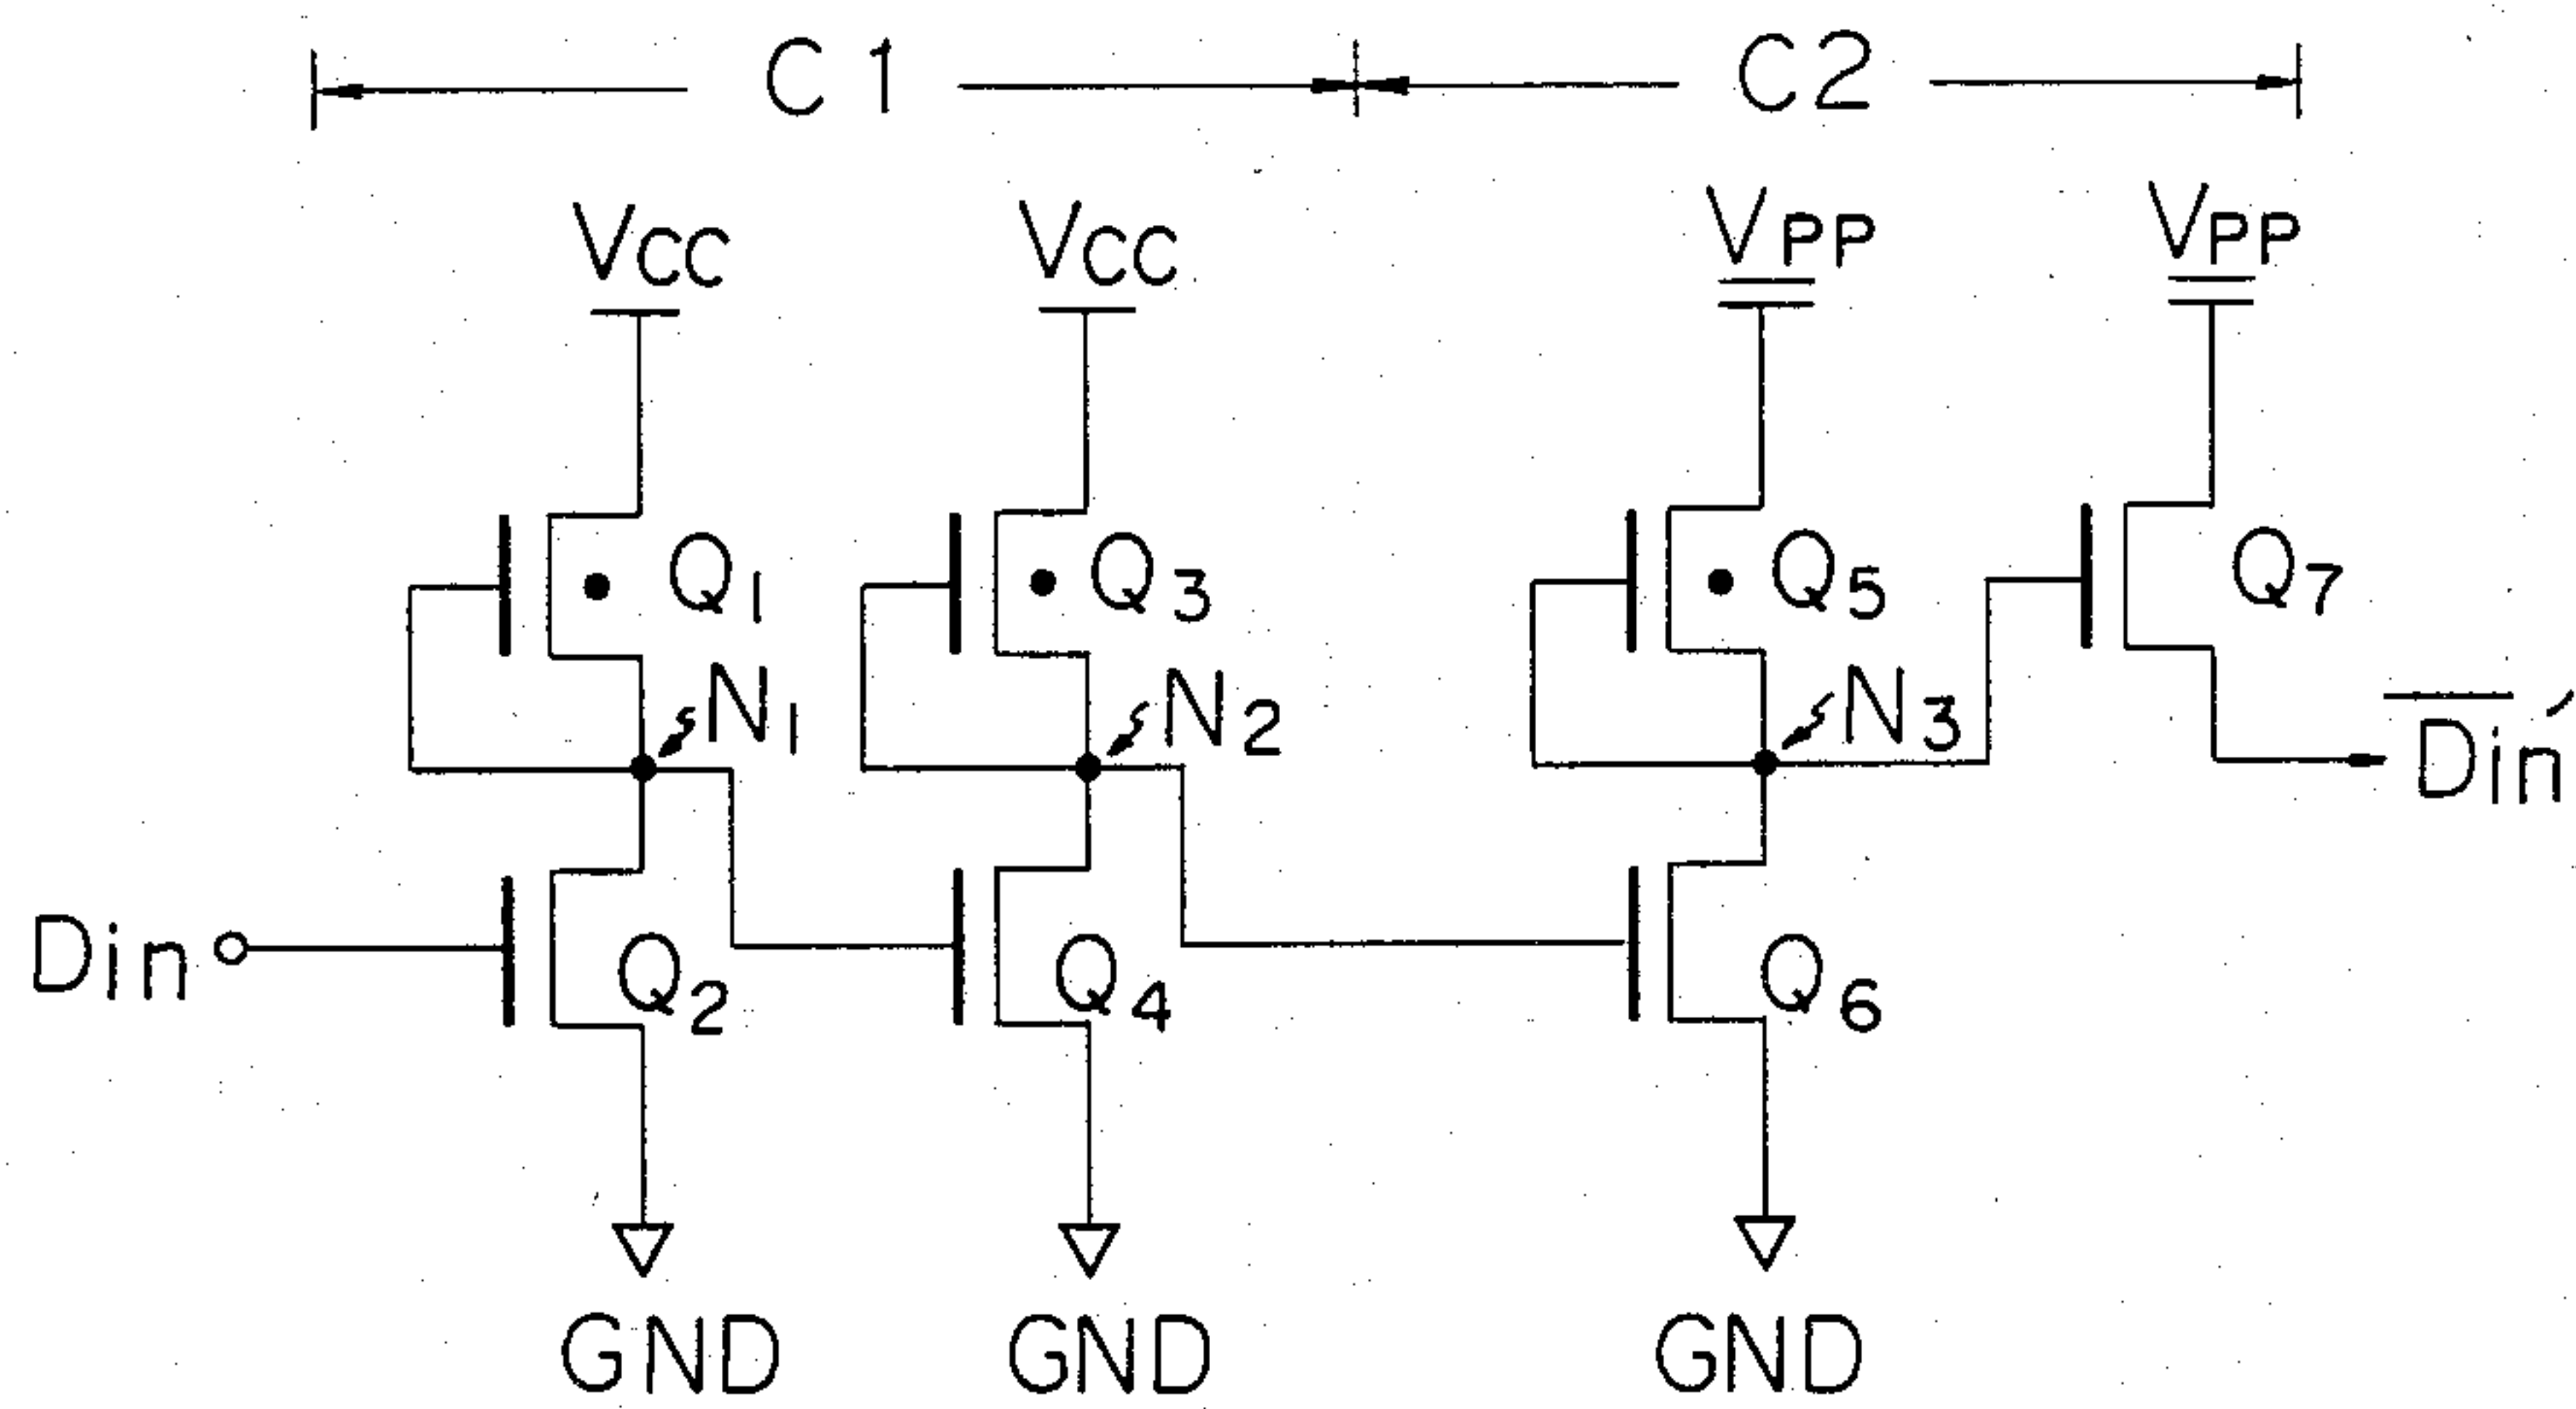 C1 C2
VCC VCC VPP VPP
Q1 Q3 Q5 Q7
N1 N2 N3
D̅i̅n̅′
Din Q2 Q4 Q6
GND GND GND